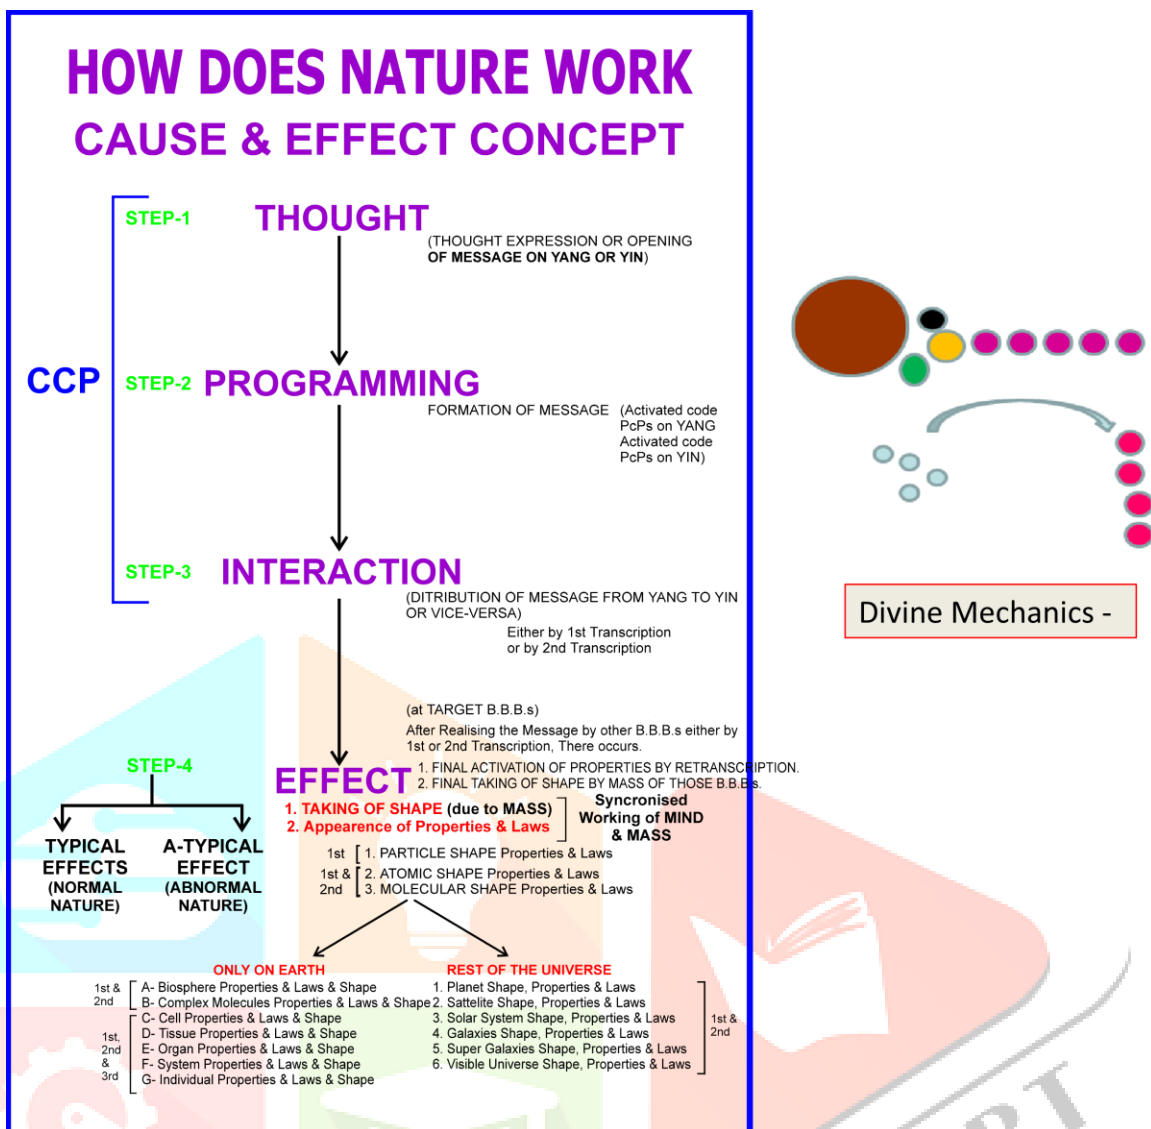 HOW DOES NATURE WORK
CAUSE & EFFECT CONCEPT
STEP-1
THOUGHT
(THOUGHT EXPRESSION OR OPENING
OF MESSAGE ON YANG OR YIN)
CCP
STEP-2
PROGRAMMING
FORMATION OF MESSAGE (Activated code
PcPs on YANG
Activated code
PcPs on YIN)
STEP-3
INTERACTION
(DITRIBUTION OF MESSAGE FROM YANG TO YIN
OR VICE-VERSA)
Either by 1st Transcription
or by 2nd Transcription
Divine Mechanics -
(at TARGET B.B.B.s)
After Realising the Message by other B.B.B.s either by
1st or 2nd Transcription, There occurs.
STEP-4
EFFECT
1. FINAL ACTIVATION OF PROPERTIES BY RETRANSCRIPTION.
2. FINAL TAKING OF SHAPE BY MASS OF THOSE B.B.B's.
1. TAKING OF SHAPE (due to MASS)
2. Appearence of Properties & Laws
Syncronised
Working of MIND
& MASS
TYPICAL
EFFECTS
(NORMAL
NATURE)
A-TYPICAL
EFFECT
(ABNORMAL
NATURE)
1st
1. PARTICLE SHAPE Properties & Laws
1st &
2nd
2. ATOMIC SHAPE Properties & Laws
3. MOLECULAR SHAPE Properties & Laws
ONLY ON EARTH
1st &
2nd
A- Biosphere Properties & Laws & Shape
B- Complex Molecules Properties & Laws & Shape
1st,
2nd
&
3rd
C- Cell Properties & Laws & Shape
D- Tissue Properties & Laws & Shape
E- Organ Properties & Laws & Shape
F- System Properties & Laws & Shape
G- Individual Properties & Laws & Shape
REST OF THE UNIVERSE
1. Planet Shape, Properties & Laws
2. Sattelite Shape, Properties & Laws
3. Solar System Shape, Properties & Laws
4. Galaxies Shape, Properties & Laws
5. Super Galaxies Shape, Properties & Laws
6. Visible Universe Shape, Properties & Laws
1st &
2nd